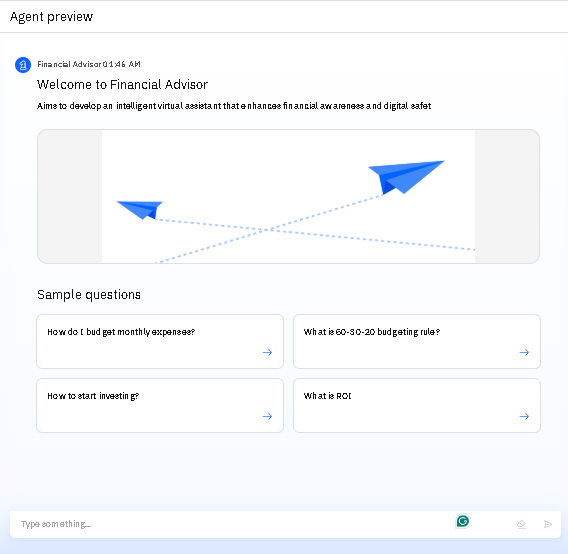 Agent preview
Financial Advisor 01:46 AM
Welcome to Financial Advisor
Aims to develop an intelligent virtual assistant that enhances financial awareness and digital safet
Sample questions
How do I budget monthly expenses?
What is 60-30-20 budgeting rule?
How to start investing?
What is ROI
Type something...